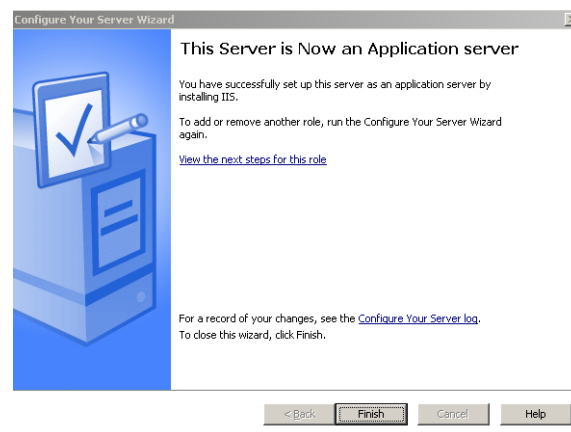 Configure Your Server Wizard
This Server is Now an Application server
You have successfully set up this server as an application server by
installing IIS.
To add or remove another role, run the Configure Your Server Wizard
again.
View the next steps for this role
For a record of your changes, see the Configure Your Server log.
To close this wizard, click Finish.
< Back
Finish
Cancel
Help